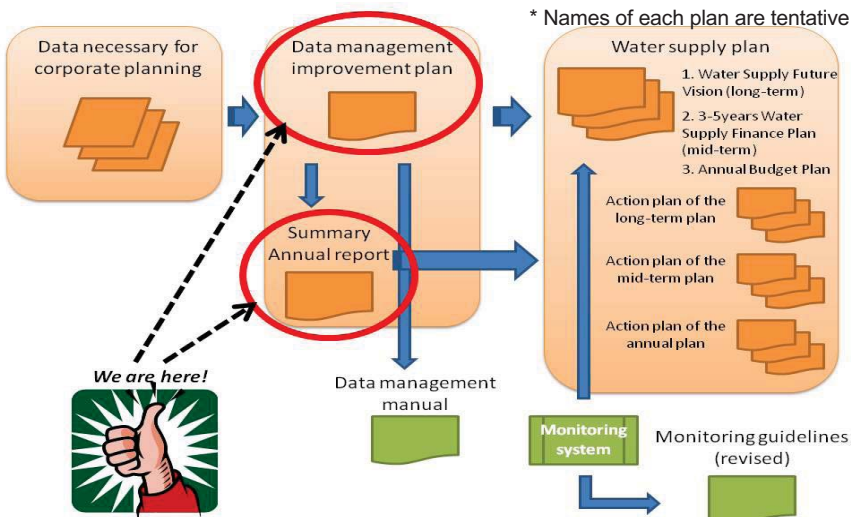 * Names of each plan are tentative
Data necessary for
corporate planning
Data management
improvement plan
Summary
Annual report
Water supply plan
1. Water Supply Future
Vision (long-term)
2. 3-5years Water
Supply Finance Plan
(mid-term)
3. Annual Budget Plan
Action plan of the
long-term plan
Action plan of the
mid-term plan
Action plan of the
annual plan
We are here!
Data management
manual
Monitoring
system
Monitoring guidelines
(revised)